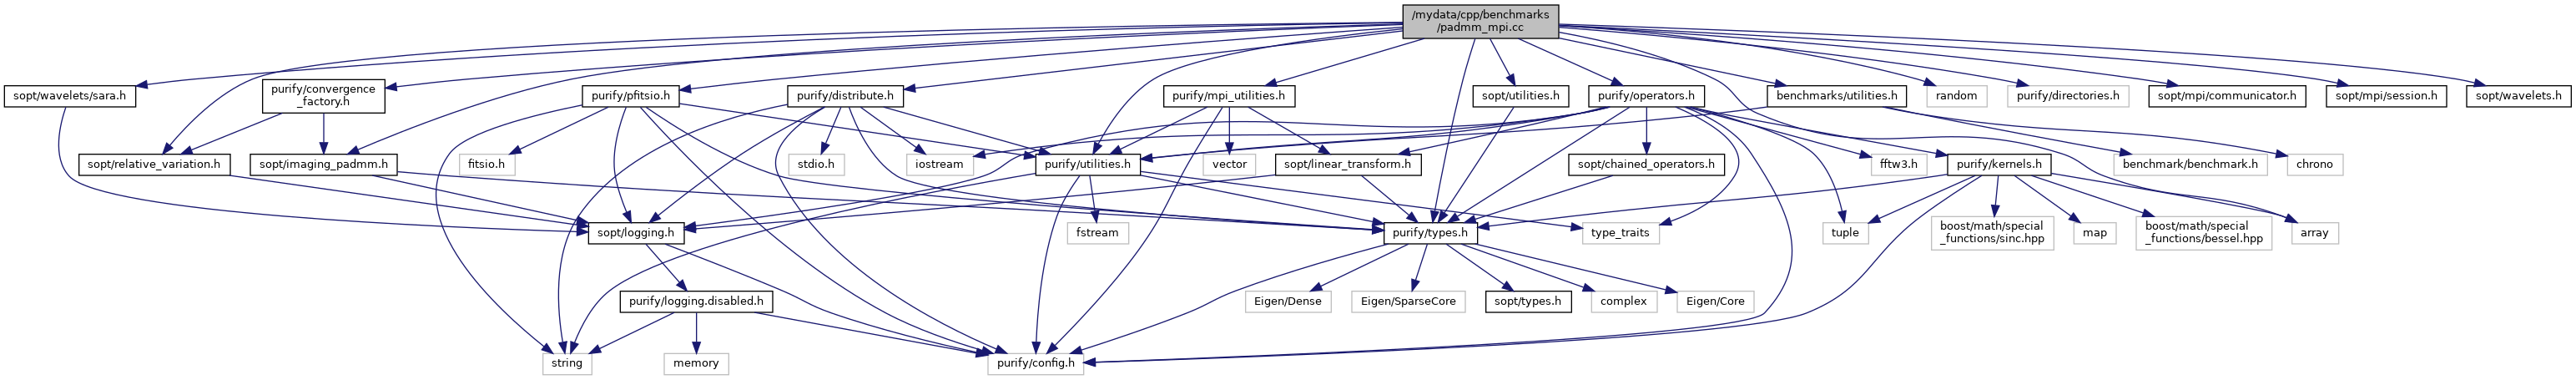 /mydata/cpp/benchmarks
/padmm_mpi.cc
sopt/wavelets/sara.h
purify/convergence
_factory.h
purify/pfitsio.h
purify/distribute.h
purify/mpi_utilities.h
sopt/utilities.h
purify/operators.h
benchmarks/utilities.h
random
purify/directories.h
sopt/mpi/communicator.h
sopt/mpi/session.h
sopt/wavelets.h
sopt/relative_variation.h
sopt/imaging_padmm.h
fitsio.h
stdio.h
iostream
purify/utilities.h
vector
sopt/linear_transform.h
sopt/chained_operators.h
fftw3.h
purify/kernels.h
benchmark/benchmark.h
chrono
sopt/logging.h
fstream
purify/types.h
type_traits
tuple
boost/math/special
_functions/sinc.hpp
map
boost/math/special
_functions/bessel.hpp
array
purify/logging.disabled.h
Eigen/Dense
Eigen/SparseCore
sopt/types.h
complex
Eigen/Core
string
memory
purify/config.h